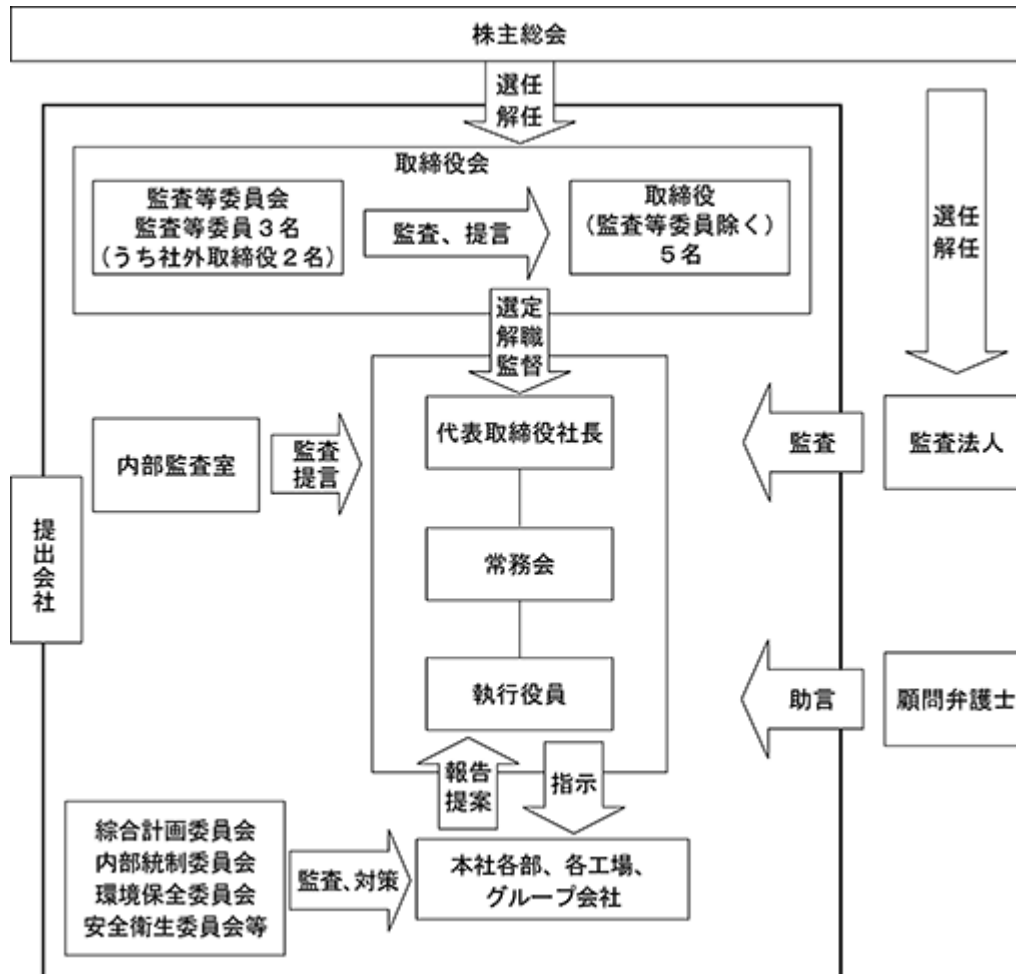 株主総会
選任
解任
取締役会
監査等委員会
監査等委員3名
(うち社外取締役2名)
監査、提言
取締役
(監査等委員除く)
5名
選任
解任
選定
解職
監督
代表取締役社長
内部監査室
監査
提言
監査
監査法人
提出会社
常務会
執行役員
助言
顧問弁護士
報告
提案
指示
綜合計画委員会
内部統制委員会
環境保全委員会
安全衛生委員会等
監査、対策
本社各部、各工場、
グループ会社